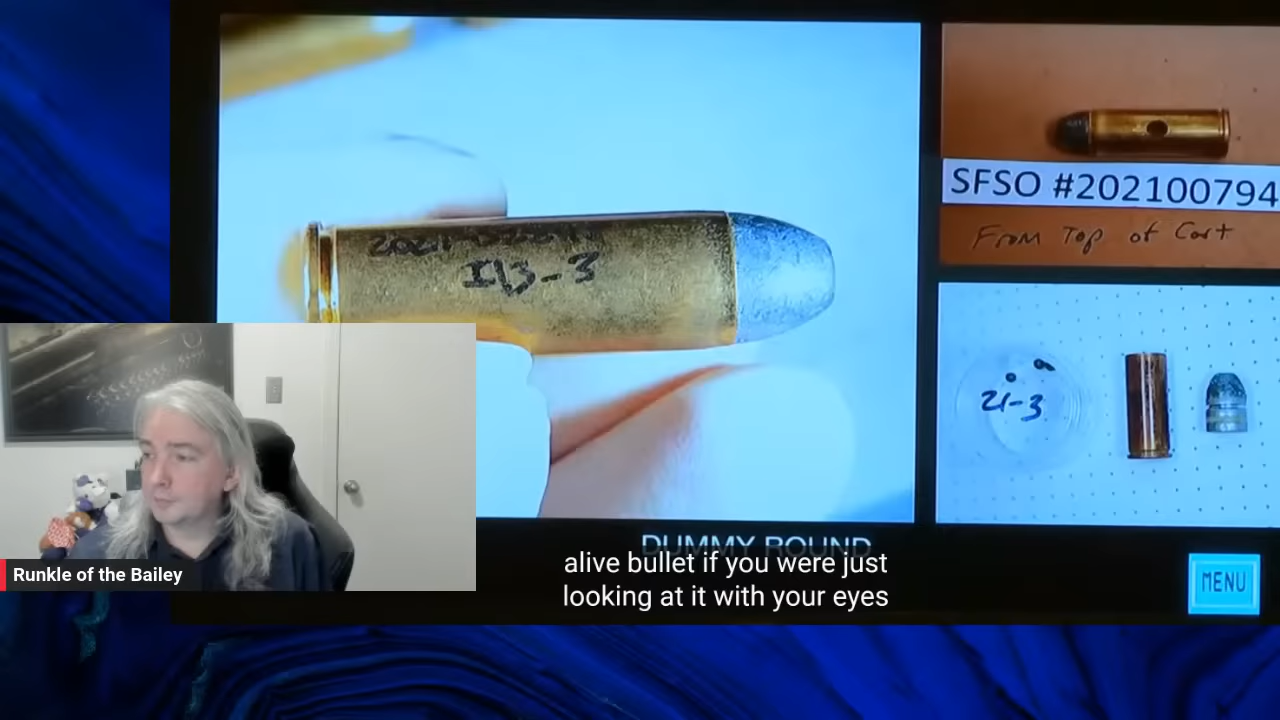 I\3-3
SFSO #202100794
From Top of Cart
21-3
DUMMY ROUND
alive bullet if you were just
looking at it with your eyes
MENU
Runkle of the Bailey